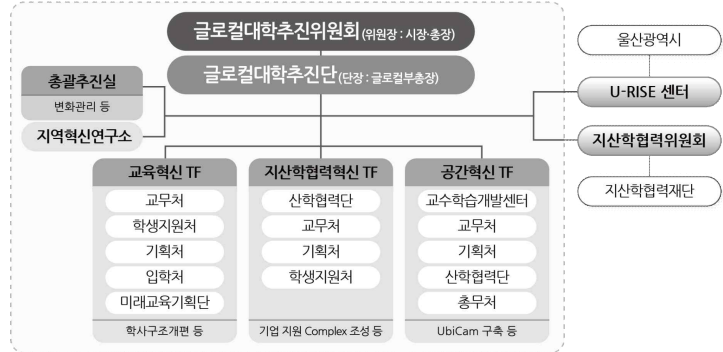 글로컬대학추진위원회 (위원장 : 시장·총장)
글로컬대학추진단 (단장 : 글로컬부총장)
총괄추진실
변화관리 등
지역혁신연구소
울산광역시
U-RISE 센터
지산학협력위원회
지산학협력재단
교육혁신 TF
교무처
학생지원처
기획처
입학처
미래교육기획단
학사구조개편 등
지산학협력혁신 TF
산학협력단
교무처
기획처
학생지원처
기업 지원 Complex 조성 등
공간혁신 TF
교수학습개발센터
교무처
기획처
산학협력단
총무처
UbiCam 구축 등